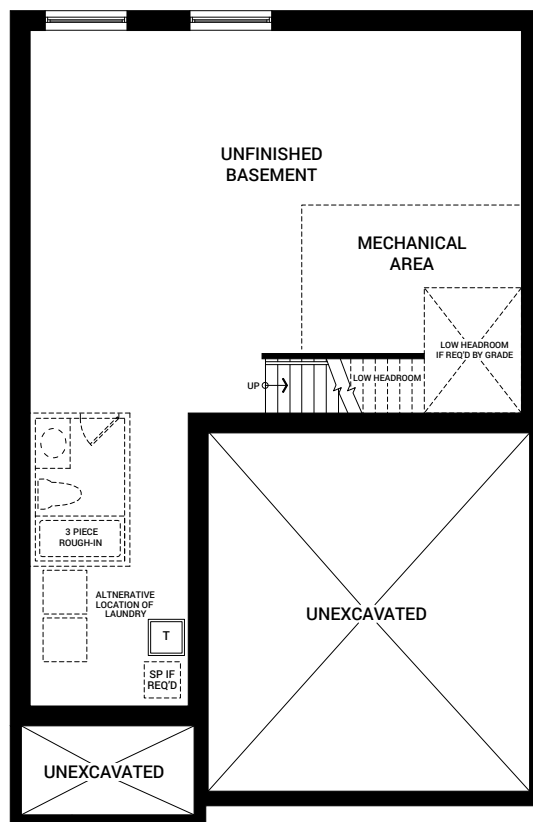 UNFINISHED
BASEMENT
MECHANICAL
AREA
LOW HEADROOM
IF REQ'D BY GRADE
LOW HEADROOM
UP
3 PIECE
ROUGH-IN
ALTNERATIVE
LOCATION OF
LAUNDRY
T
SP IF
REQ'D
UNEXCAVATED
UNEXCAVATED